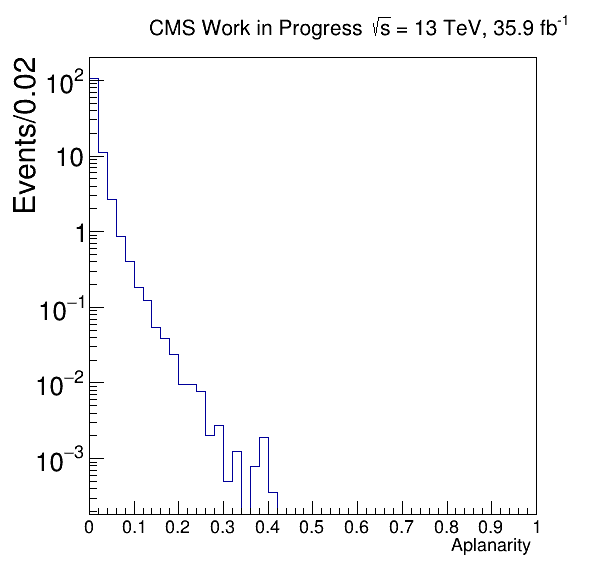 CMS Work in Progress √s = 13 TeV, 35.9 fb⁻¹
Events/0.02
10²
10
1
10⁻¹
10⁻²
10⁻³
0 0.1 0.2 0.3 0.4 0.5 0.6 0.7 0.8 0.9 1
Aplanarity